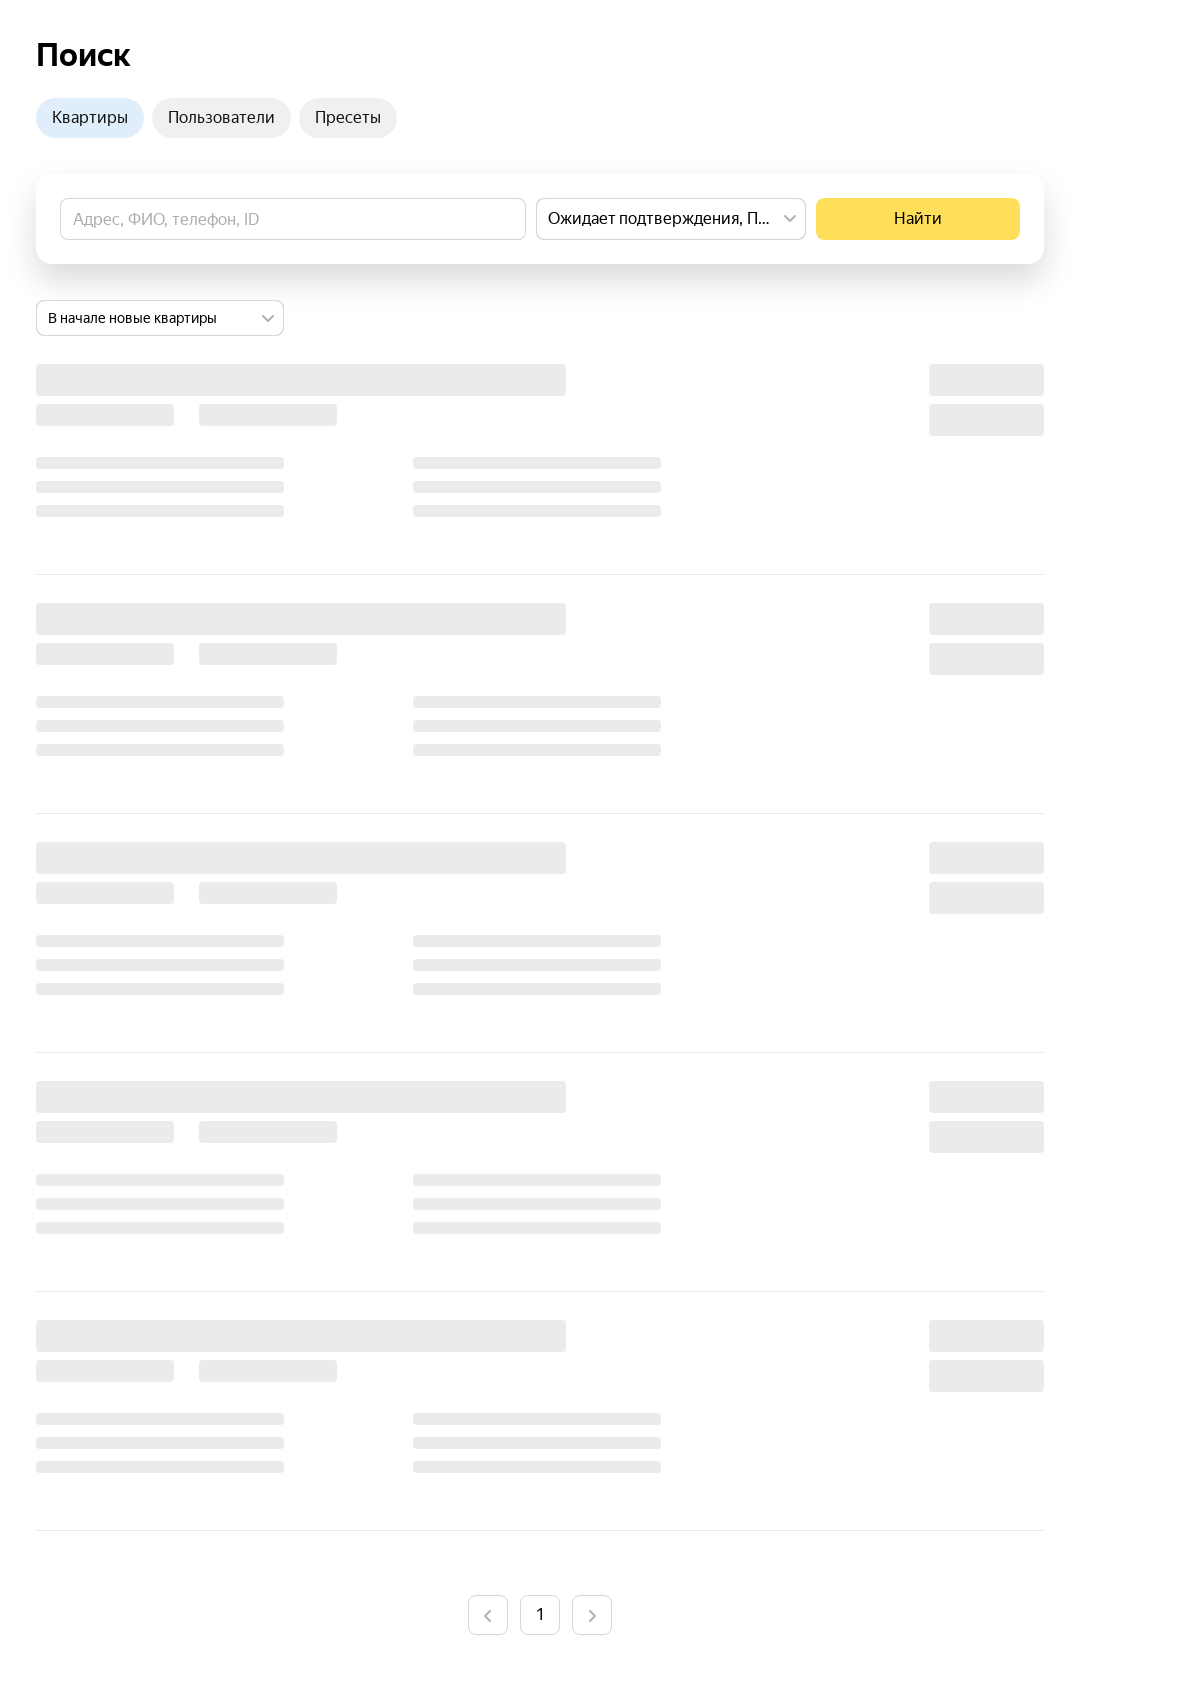 Поиск
Квартиры Пользователи Пресеты
Адрес, ФИО, телефон, ID Ожидает подтверждения, П... Найти
В начале новые квартиры
1